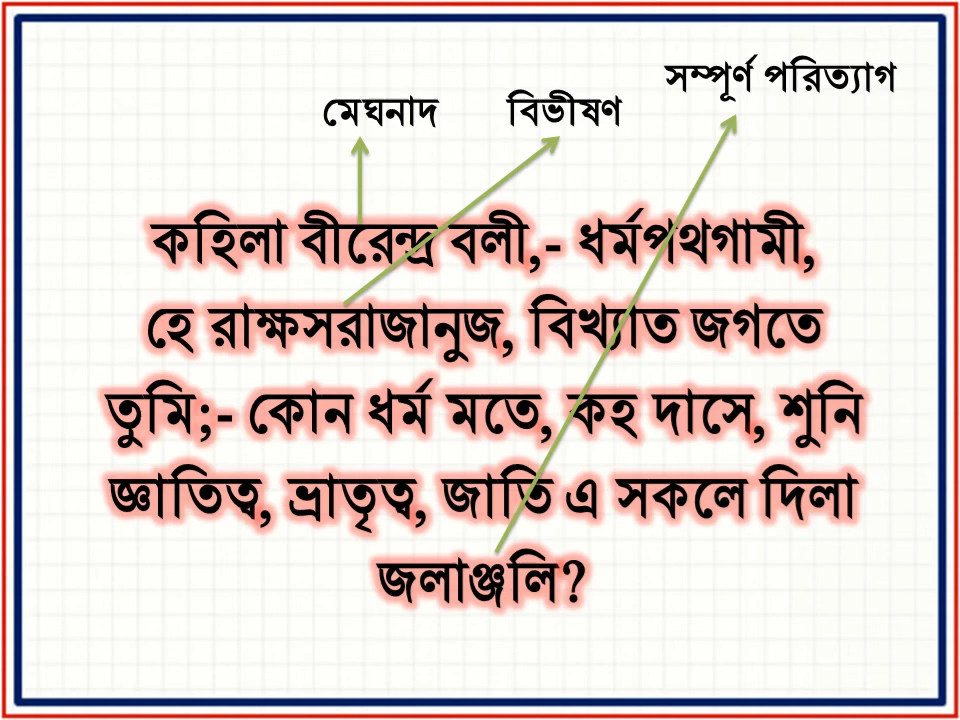 সম্পূর্ণ পরিত্যাগ
মেঘনাদ বিভীষণ
কহিলা বীরেন্দ্র বলী,- ধর্মপথগামী,
হে রাক্ষসরাজানুজ, বিখ্যাত জগতে
তুমি;- কোন ধর্ম মতে, কহ দাসে, শুনি
জ্ঞাতিত্ব, ভ্রাতৃত্ব, জাতি এ সকলে দিলা
জলাঞ্জলি?